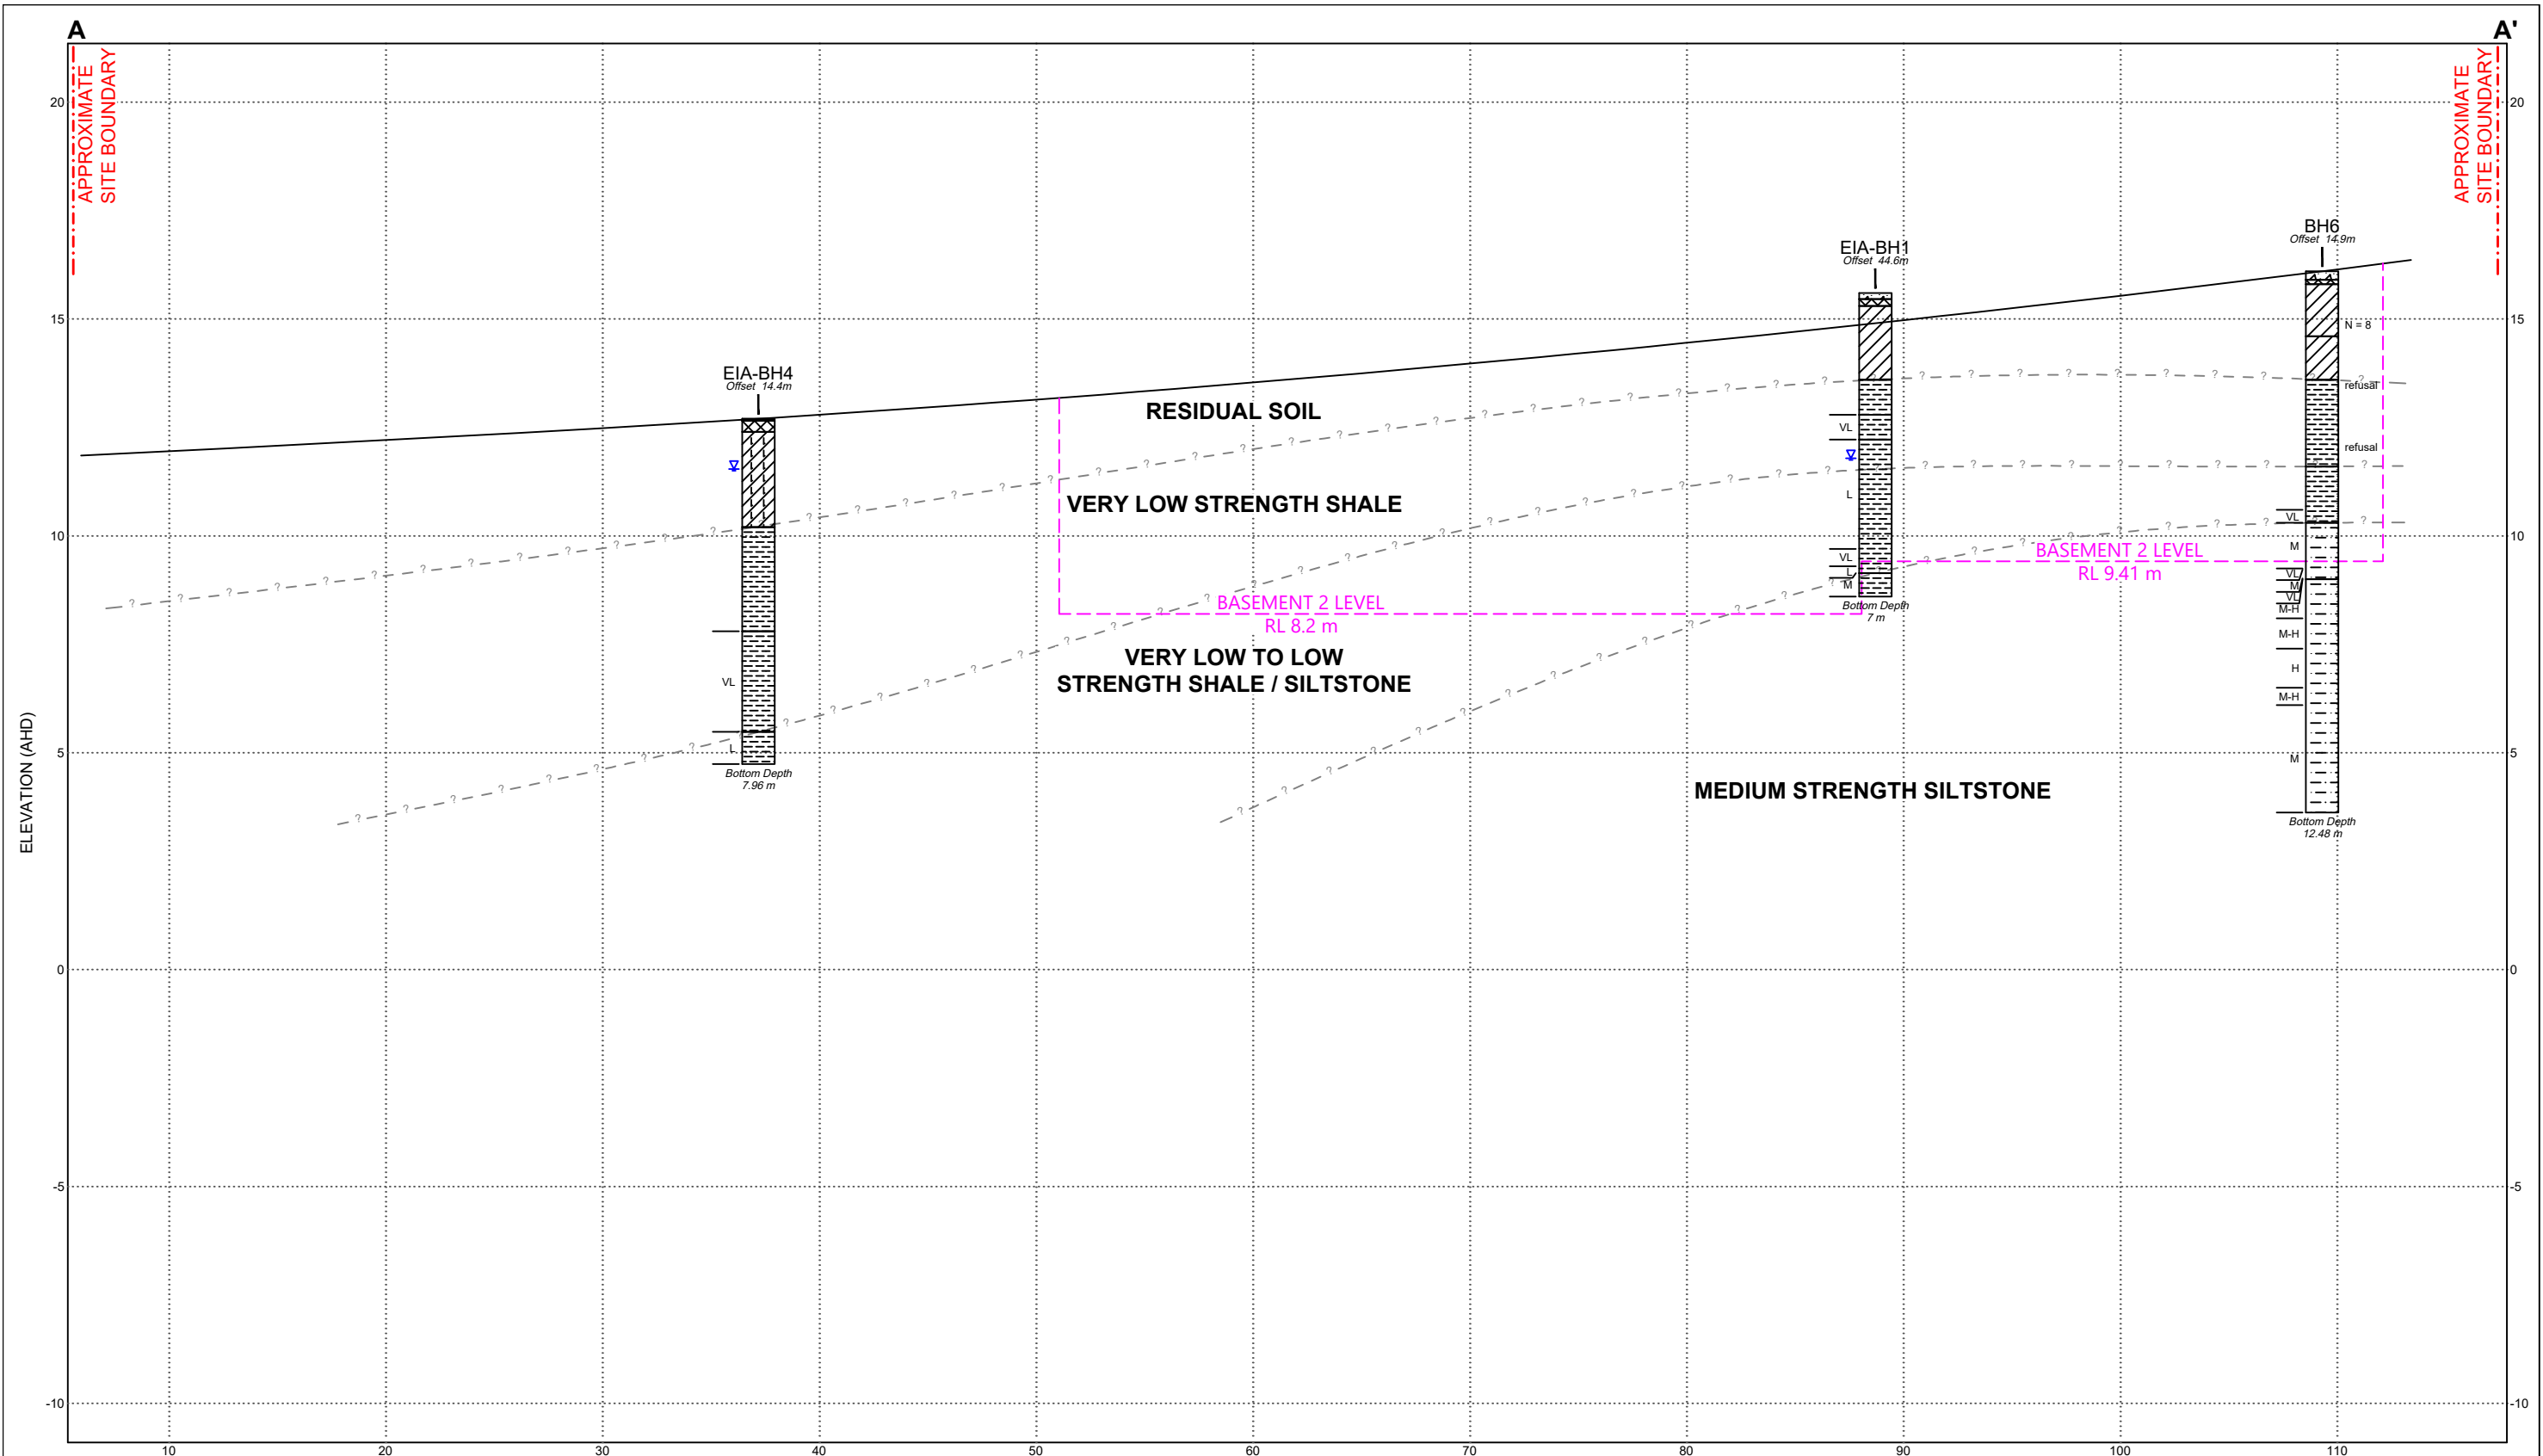 A
A'
APPROXIMATE
SITE BOUNDARY
APPROXIMATE
SITE BOUNDARY
20
20
BH6
Offset 14.9m
EIA-BH1
Offset 44.6m
15
15
N = 8
EIA-BH4
Offset 14.4m
refusal
RESIDUAL SOIL
VL
refusal
VERY LOW STRENGTH SHALE
L
VL
10
10
M
BASEMENT 2 LEVEL
RL 9.41 m
VL
L
M
VL
M
VL
M-H
BASEMENT 2 LEVEL
RL 8.2 m
Bottom Depth
7 m
M-H
VERY LOW TO LOW
STRENGTH SHALE / SILTSTONE
H
VL
M-H
ELEVATION (AHD)
5
5
L
M
Bottom Depth
7.96 m
MEDIUM STRENGTH SILTSTONE
Bottom Depth
12.48 m
0
0
-5
-5
-10
-10
10 20 30 40 50 60 70 80 90 100 110